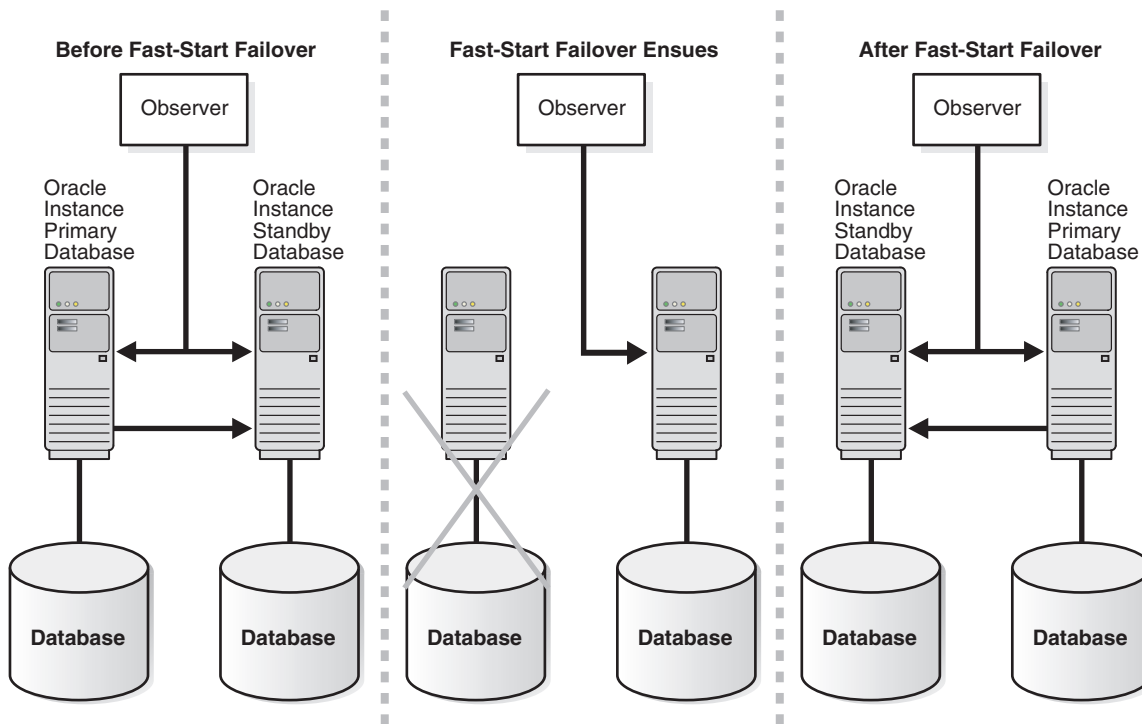 Before Fast-Start Failover
Observer
Oracle
Instance
Primary
Database
Oracle
Instance
Standby
Database
Database
Database
Fast-Start Failover Ensues
Observer
Database
Database
After Fast-Start Failover
Observer
Oracle
Instance
Standby
Database
Oracle
Instance
Primary
Database
Database
Database